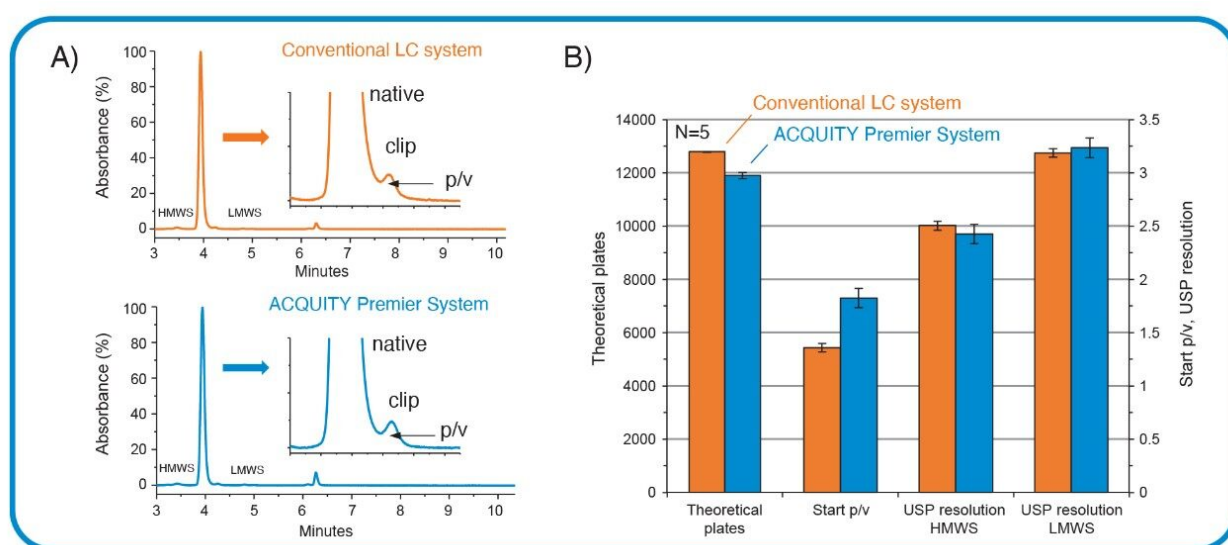 A)
Conventional LC system
Absorbance (%)
100
80
60
40
20
0
native
clip
p/v
HMWS
LMWS
3 4 5 6 7 8 9 10
Minutes
ACQUITY Premier System
Absorbance (%)
100
80
60
40
20
0
native
clip
p/v
HMWS
LMWS
3 4 5 6 7 8 9 10
Minutes
B)
Conventional LC system
ACQUITY Premier System
N=5
Theoretical plates
14000
12000
10000
8000
6000
4000
2000
0
3.5
3
2.5
2
1.5
1
0.5
0
Start p/v, USP resolution
Theoretical
plates
Start p/v
USP resolution
HMWS
USP resolution
LMWS